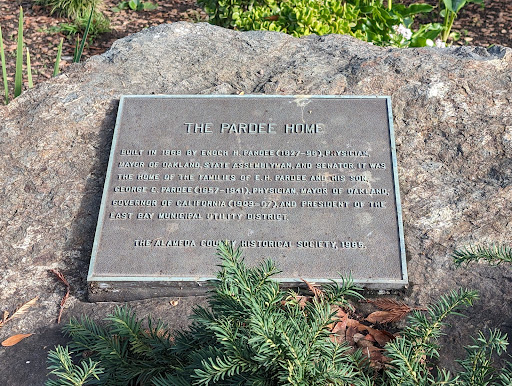 THE PARDEE HOME
BUILT IN 1868 BY ENOCH H. PARDEE (1827-96), PHYSICIAN,
MAYOR OF OAKLAND, STATE ASSEMBLYMAN, AND SENATOR. IT WAS
THE HOME OF THE FAMILIES OF E.H. PARDEE AND HIS SON,
GEORGE C. PARDEE (1857-1941), PHYSICIAN, MAYOR OF OAKLAND,
GOVERNOR OF CALIFORNIA (1903-07), AND PRESIDENT OF THE
EAST BAY MUNICIPAL UTILITY DISTRICT.
THE ALAMEDA COUNTY HISTORICAL SOCIETY, 1985.